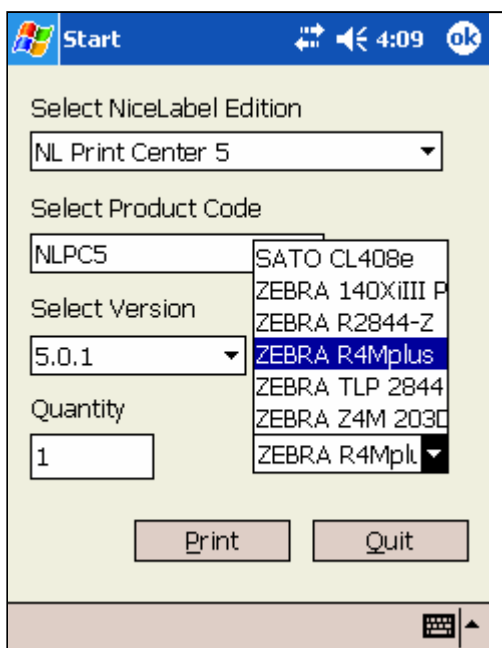 Start 4:09 ok
Select NiceLabel Edition
NL Print Center 5
Select Product Code
NLPC5
SATO CL408e
ZEBRA 140XiIII P
ZEBRA R2844-Z
ZEBRA R4Mplus
ZEBRA TLP 2844
ZEBRA Z4M 203D
Select Version
5.0.1
Quantity
1
ZEBRA R4Mplu
Print Quit